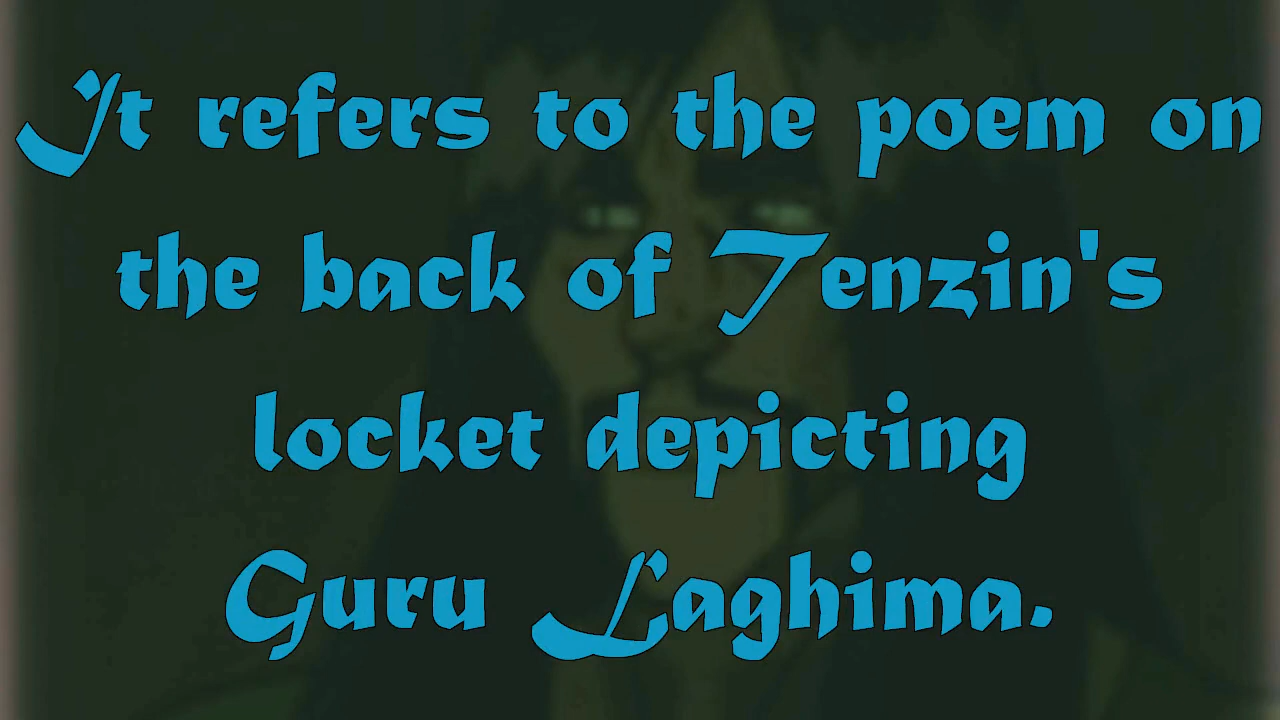 It refers to the poem on
the back of Tenzin's
locket depicting
Guru Laghima.